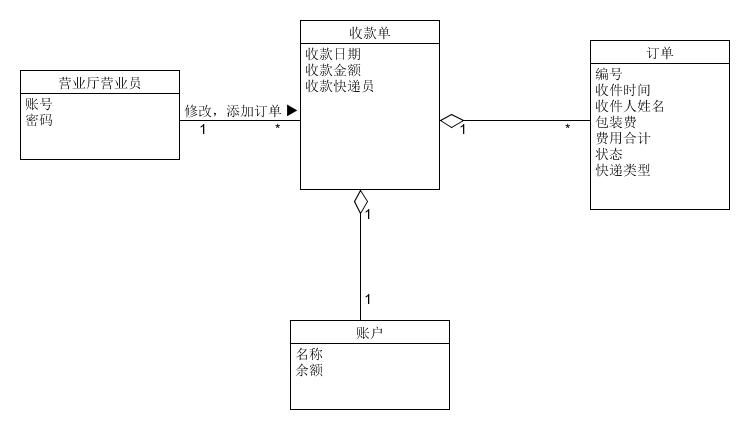 收款单
收款日期
收款金额
收款快递员
营业厅营业员
账号
密码
修改，添加订单 ▶
1
*
订单
编号
收件时间
收件人姓名
包装费
费用合计
状态
快递类型
1
*
1
1
账户
名称
余额